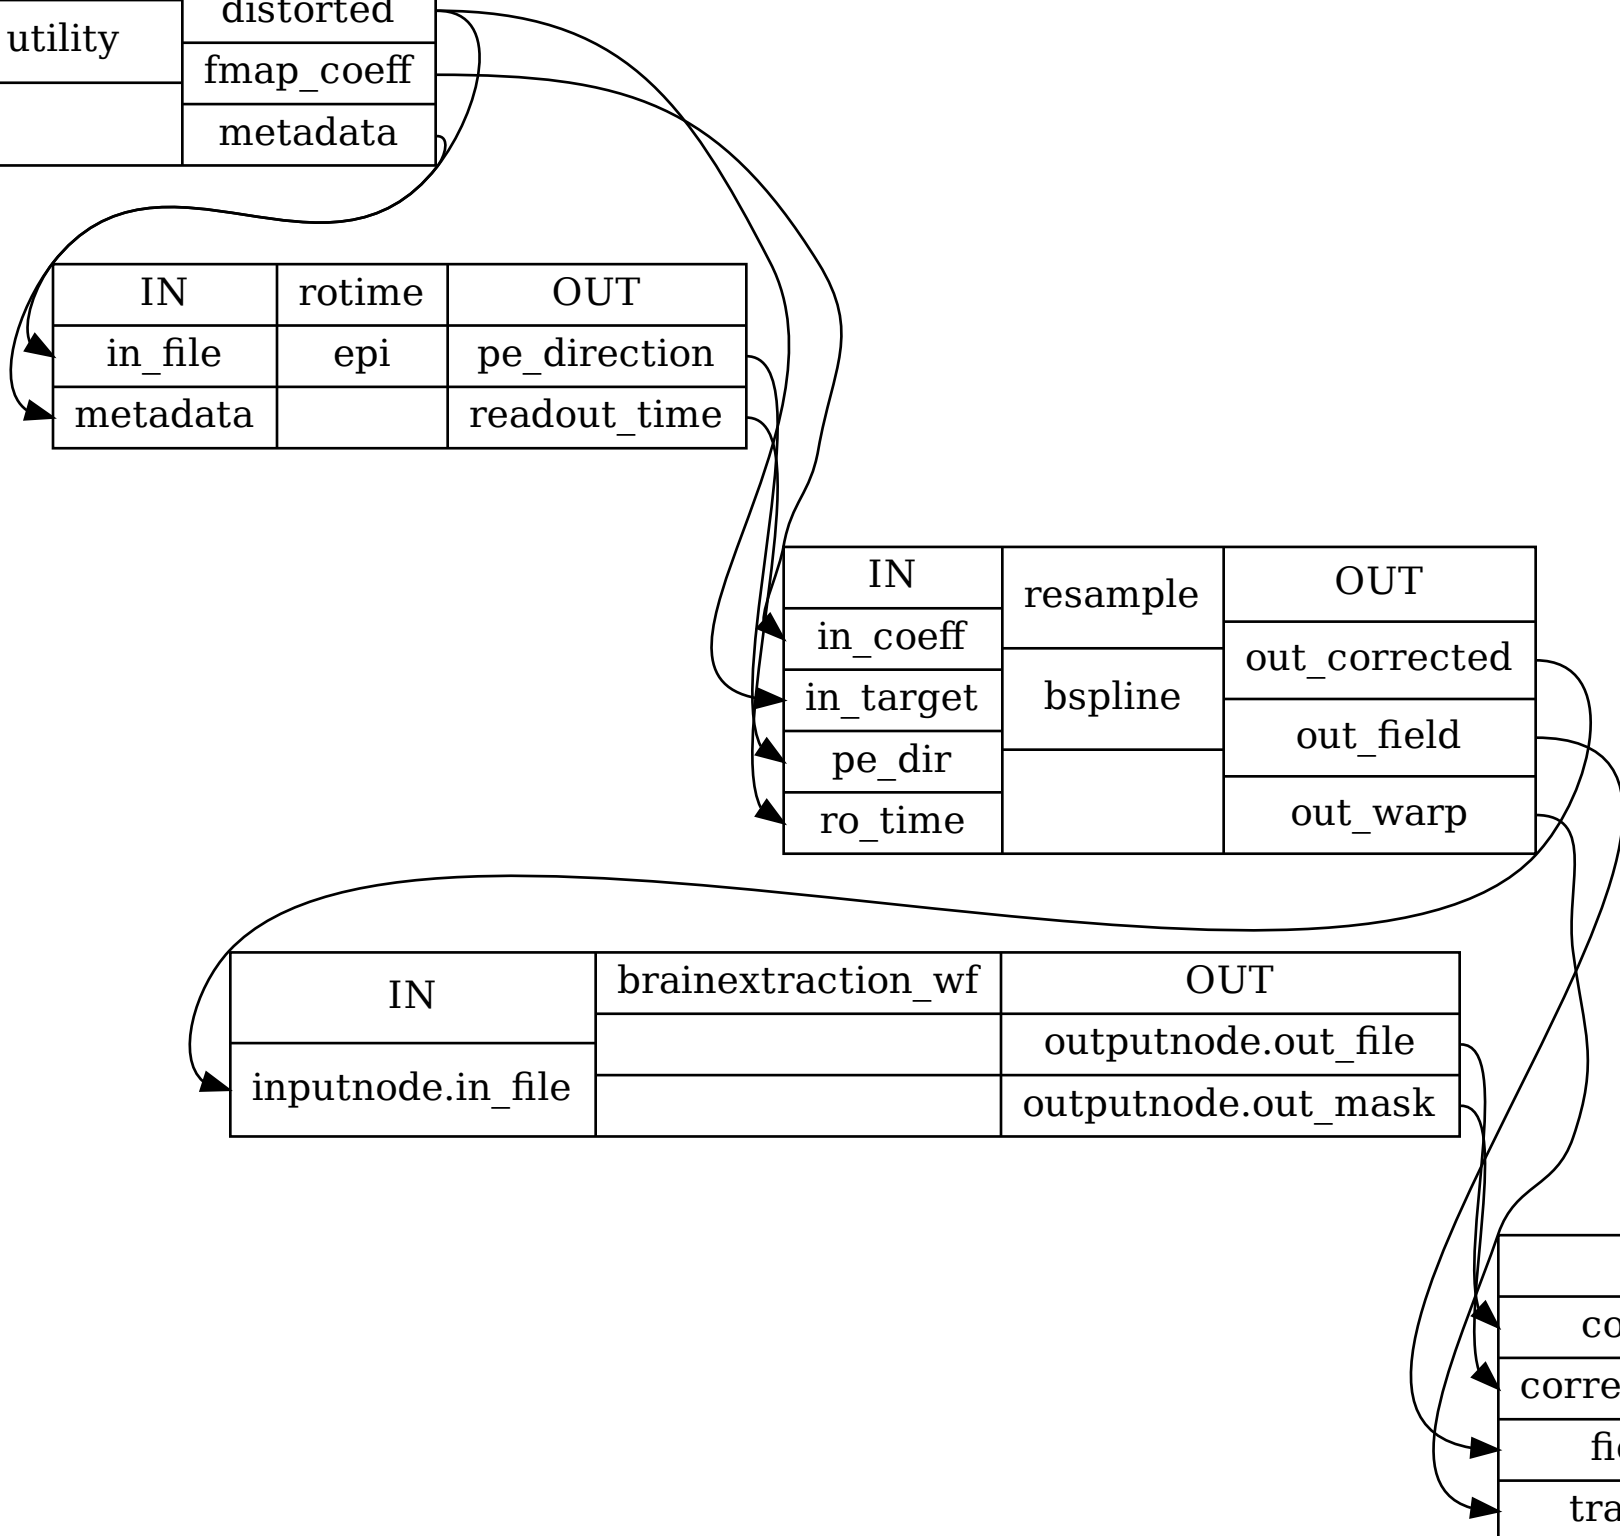 distorted
utility
fmap_coeff
metadata
IN rotime OUT
in_file epi pe_direction
metadata readout_time
IN resample OUT
in_coeff
out_corrected
in_target bspline
out_field
pe_dir
out_warp
ro_time
IN brainextraction_wf OUT
outputnode.out_file
inputnode.in_file
outputnode.out_mask